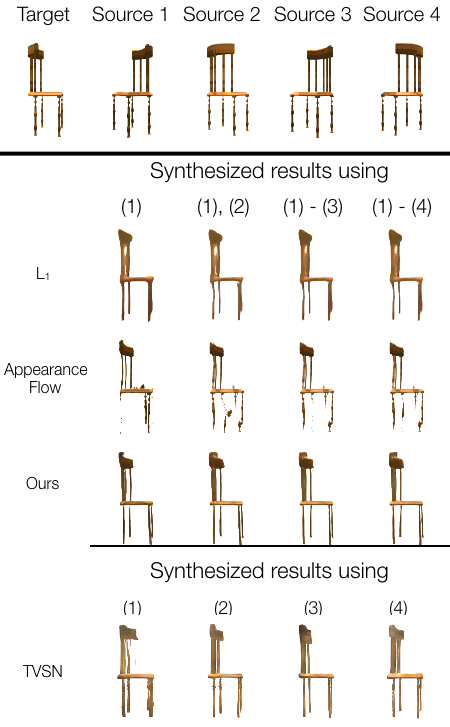 Target Source 1 Source 2 Source 3 Source 4
Synthesized results using
(1) (1), (2) (1) - (3) (1) - (4)
L₁
Appearance
Flow
Ours
Synthesized results using
(1) (2) (3) (4)
TVSN